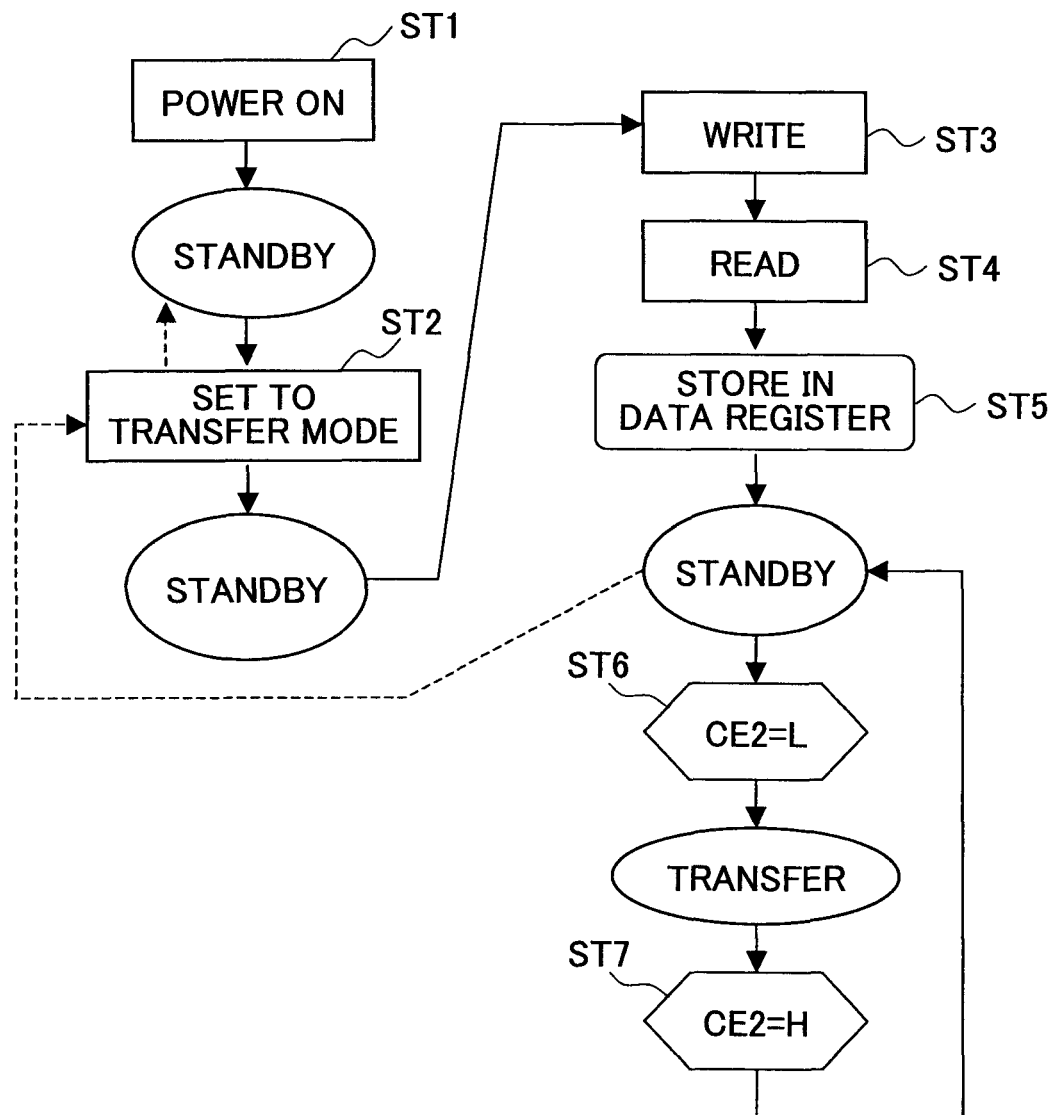 ST1
POWER ON
STANDBY
ST2
SET TO
TRANSFER MODE
STANDBY
WRITE
ST3
READ
ST4
STORE IN
DATA REGISTER
ST5
STANDBY
ST6
CE2=L
TRANSFER
ST7
CE2=H